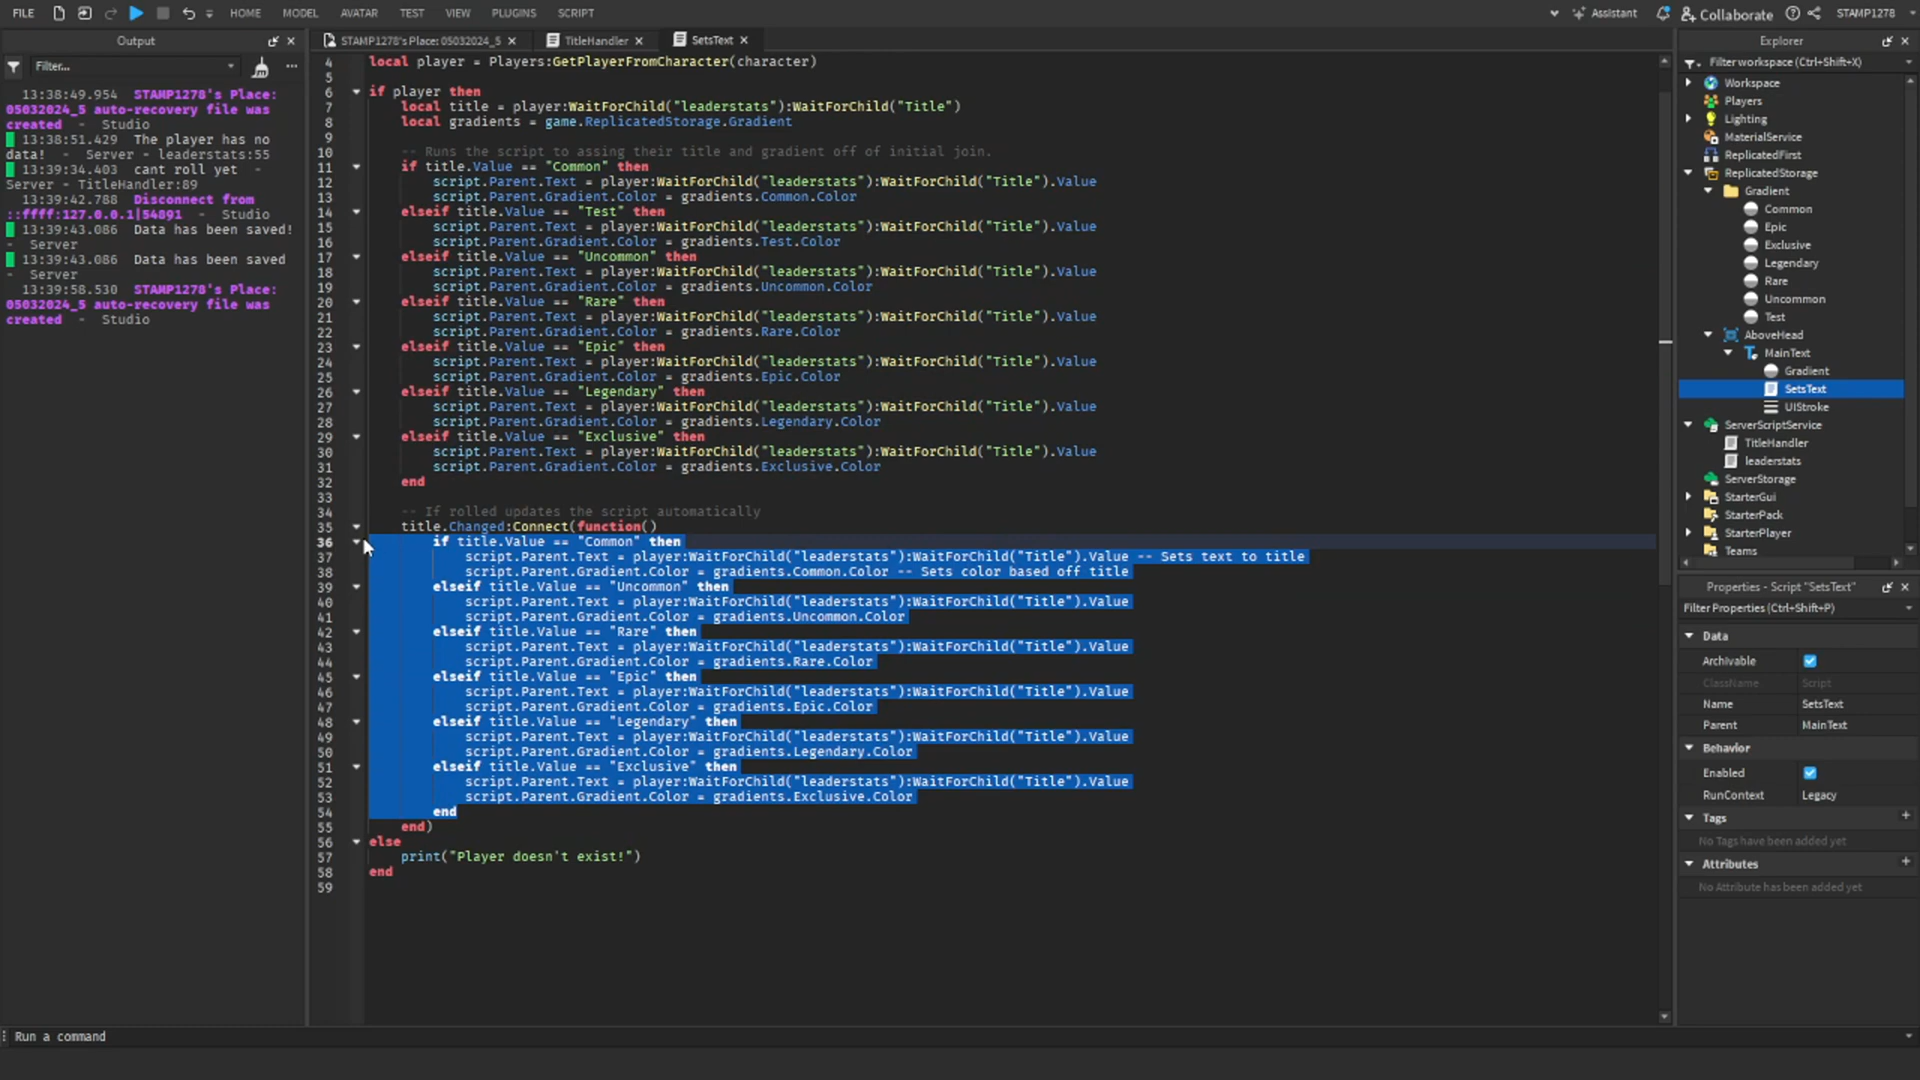 FILE HOME MODEL AVATAR TEST VIEW PLUGINS SCRIPT Assistant Collaborate STAMP1278
Output
Filter...
13:38:49.954 STAMP1278's Place:
05032024_5 auto-recovery file was
created - Studio
13:38:51.429 The player has no
data! - Server - leaderstats:55
13:39:34.403 cant roll yet -
Server - TitleHandler:89
13:39:42.788 Disconnect from
::ffff:127.0.0.1|54891 - Studio
13:39:43.086 Data has been saved!
- Server
13:39:43.086 Data has been saved
- Server
13:39:58.530 STAMP1278's Place:
05032024_5 auto-recovery file was
created - Studio
STAMP1278's Place: 05032024_5 TitleHandler SetsText
4 local player = Players:GetPlayerFromCharacter(character)
5
6 if player then
7 local title = player:WaitForChild("leaderstats"):WaitForChild("Title")
8 local gradients = game.ReplicatedStorage.Gradient
9
10 -- Runs the script to assing their title and gradient off of initial join.
11 if title.Value == "Common" then
12 script.Parent.Text = player:WaitForChild("leaderstats"):WaitForChild("Title").Value
13 script.Parent.Gradient.Color = gradients.Common.Color
14 elseif title.Value == "Test" then
15 script.Parent.Text = player:WaitForChild("leaderstats"):WaitForChild("Title").Value
16 script.Parent.Gradient.Color = gradients.Test.Color
17 elseif title.Value == "Uncommon" then
18 script.Parent.Text = player:WaitForChild("leaderstats"):WaitForChild("Title").Value
19 script.Parent.Gradient.Color = gradients.Uncommon.Color
20 elseif title.Value == "Rare" then
21 script.Parent.Text = player:WaitForChild("leaderstats"):WaitForChild("Title").Value
22 script.Parent.Gradient.Color = gradients.Rare.Color
23 elseif title.Value == "Epic" then
24 script.Parent.Text = player:WaitForChild("leaderstats"):WaitForChild("Title").Value
25 script.Parent.Gradient.Color = gradients.Epic.Color
26 elseif title.Value == "Legendary" then
27 script.Parent.Text = player:WaitForChild("leaderstats"):WaitForChild("Title").Value
28 script.Parent.Gradient.Color = gradients.Legendary.Color
29 elseif title.Value == "Exclusive" then
30 script.Parent.Text = player:WaitForChild("leaderstats"):WaitForChild("Title").Value
31 script.Parent.Gradient.Color = gradients.Exclusive.Color
32 end
33
34 -- If rolled updates the script automatically
35 title.Changed:Connect(function()
36 if title.Value == "Common" then
37 script.Parent.Text = player:WaitForChild("leaderstats"):WaitForChild("Title").Value -- Sets text to title
38 script.Parent.Gradient.Color = gradients.Common.Color -- Sets color based off title
39 elseif title.Value == "Uncommon" then
40 script.Parent.Text = player:WaitForChild("leaderstats"):WaitForChild("Title").Value
41 script.Parent.Gradient.Color = gradients.Uncommon.Color
42 elseif title.Value == "Rare" then
43 script.Parent.Text = player:WaitForChild("leaderstats"):WaitForChild("Title").Value
44 script.Parent.Gradient.Color = gradients.Rare.Color
45 elseif title.Value == "Epic" then
46 script.Parent.Text = player:WaitForChild("leaderstats"):WaitForChild("Title").Value
47 script.Parent.Gradient.Color = gradients.Epic.Color
48 elseif title.Value == "Legendary" then
49 script.Parent.Text = player:WaitForChild("leaderstats"):WaitForChild("Title").Value
50 script.Parent.Gradient.Color = gradients.Legendary.Color
51 elseif title.Value == "Exclusive" then
52 script.Parent.Text = player:WaitForChild("leaderstats"):WaitForChild("Title").Value
53 script.Parent.Gradient.Color = gradients.Exclusive.Color
54 end
55 end)
56 else
57 print("Player doesn't exist!")
58 end
59
Explorer
Filter workspace (Ctrl+Shift+X)
Workspace
Players
Lighting
MaterialService
ReplicatedFirst
ReplicatedStorage
Gradient
Common
Epic
Exclusive
Legendary
Rare
Uncommon
Test
AboveHead
MainText
Gradient
SetsText
UIStroke
ServerScriptService
TitleHandler
leaderstats
ServerStorage
StarterGui
StarterPack
StarterPlayer
Teams
Properties - Script "SetsText"
Filter Properties (Ctrl+Shift+P)
Data
Archivable
ClassName Script
Name SetsText
Parent MainText
Behavior
Enabled
RunContext Legacy
Tags
No Tags have been added yet
Attributes
No Attribute has been added yet
Run a command